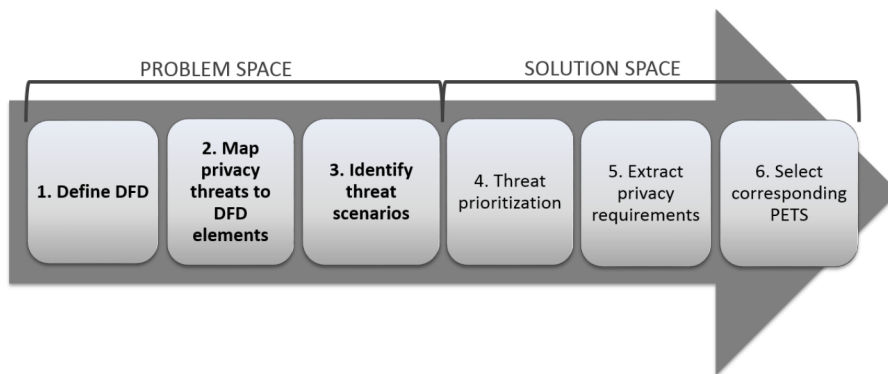 PROBLEM SPACE
SOLUTION SPACE
1. Define DFD
2. Map
privacy
threats to
DFD
elements
3. Identify
threat
scenarios
4. Threat
prioritization
5. Extract
privacy
requirements
6. Select
corresponding
PETS